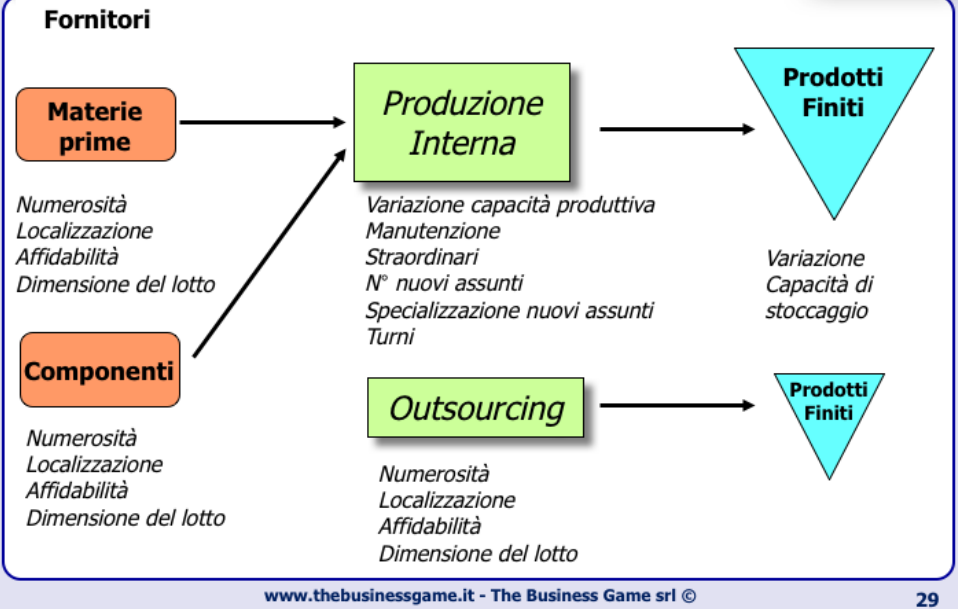 Fornitori
Materie
prime
Numerosità
Localizzazione
Affidabilità
Dimensione del lotto
Componenti
Numerosità
Localizzazione
Affidabilità
Dimensione del lotto
Produzione
Interna
Variazione capacità produttiva
Manutenzione
Straordinari
N° nuovi assunti
Specializzazione nuovi assunti
Turni
Outsourcing
Numerosità
Localizzazione
Affidabilità
Dimensione del lotto
Prodotti
Finiti
Variazione
Capacità di
stoccaggio
Prodotti
Finiti
www.thebusinessgame.it - The Business Game srl ©
29